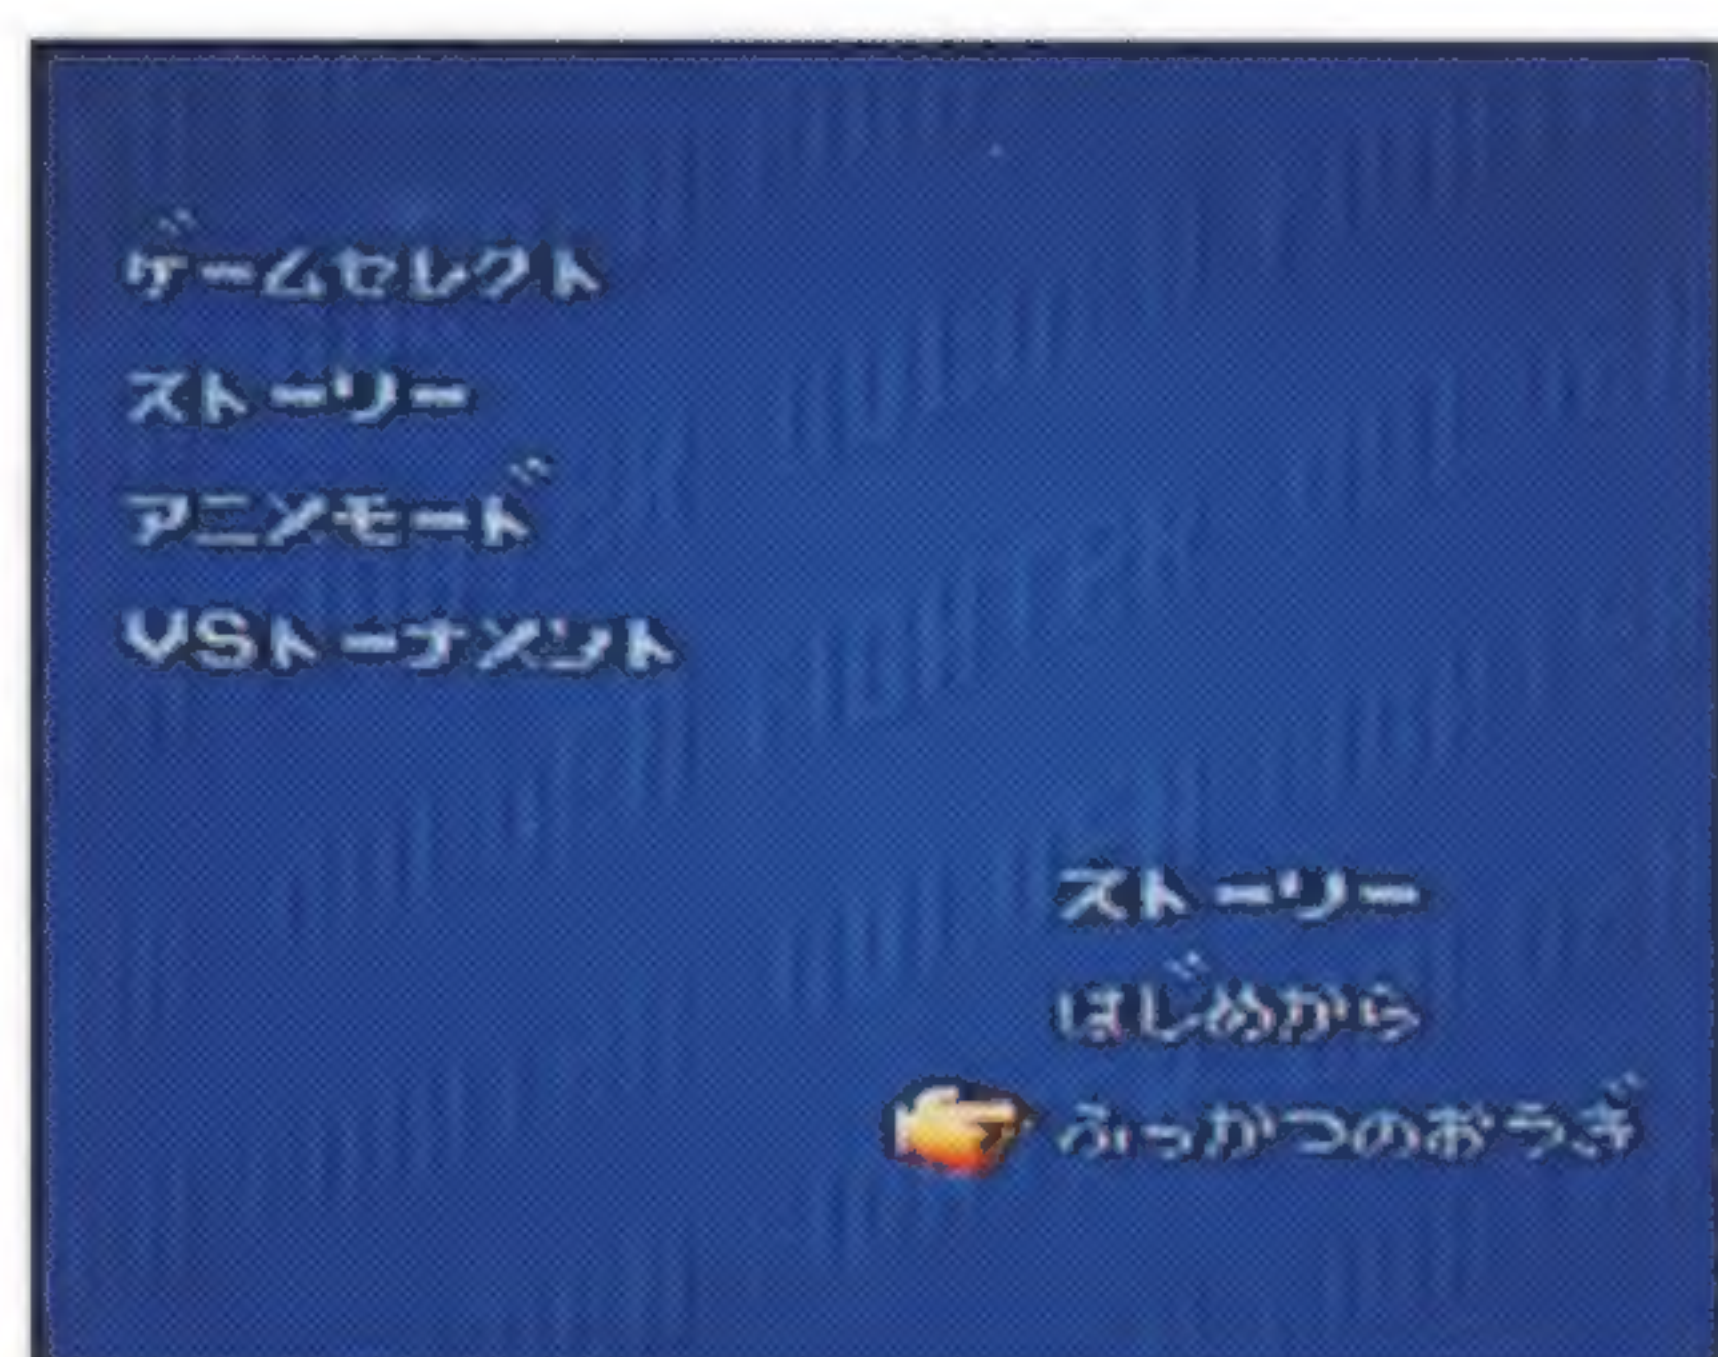 ゲームセレクト
ストーリー
アニメモード
VSトーナメント
ストーリー
はじめから
ふっかつのおうぎ